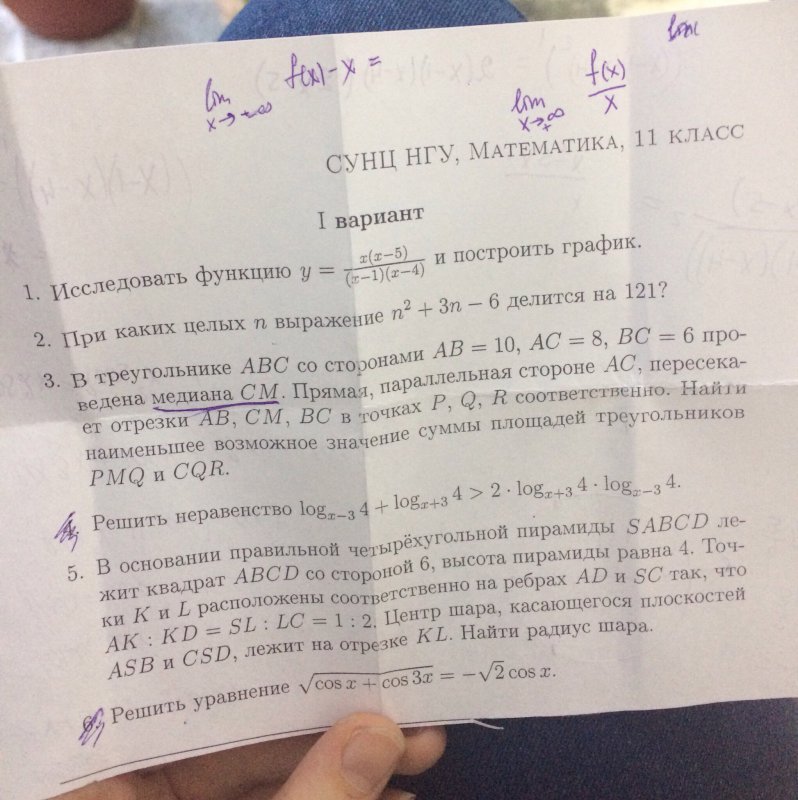 lim x→+∞ f(x)-x =
lim x→+∞ f(x)/x
lim
СУНЦ НГУ, Математика, 11 класс
I вариант
1. Исследовать функцию y = x(x−5)/(x−1)(x−4) и построить график.
2. При каких целых n выражение n² + 3n − 6 делится на 121?
3. В треугольнике ABC со сторонами AB = 10, AC = 8, BC = 6 про-
ведена медиана CM. Прямая, параллельная стороне AC, пересека-
ет отрезки AB, CM, BC в точках P, Q, R соответственно. Найти
наименьшее возможное значение суммы площадей треугольников
PMQ и CQR.
Решить неравенство logₓ₋₃ 4 + logₓ₊₃ 4 > 2 · logₓ₊₃ 4 · logₓ₋₃ 4.
5. В основании правильной четырёхугольной пирамиды SABCD ле-
жит квадрат ABCD со стороной 6, высота пирамиды равна 4. Точ-
ки K и L расположены соответственно на ребрах AD и SC так, что
AK : KD = SL : LC = 1 : 2. Центр шара, касающегося плоскостей
ASB и CSD, лежит на отрезке KL. Найти радиус шара.
6. Решить уравнение √(cos x + cos 3x) = −√2 cos x.